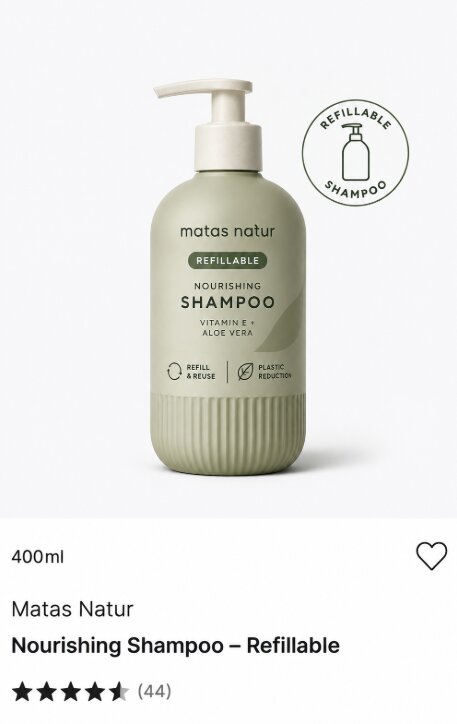 REFILLABLE
SHAMPOO
matas natur
REFILLABLE
NOURISHING
SHAMPOO
VITAMIN E +
ALOE VERA
REFILL
& REUSE
PLASTIC
REDUCTION
400ml
Matas Natur
Nourishing Shampoo – Refillable
(44)